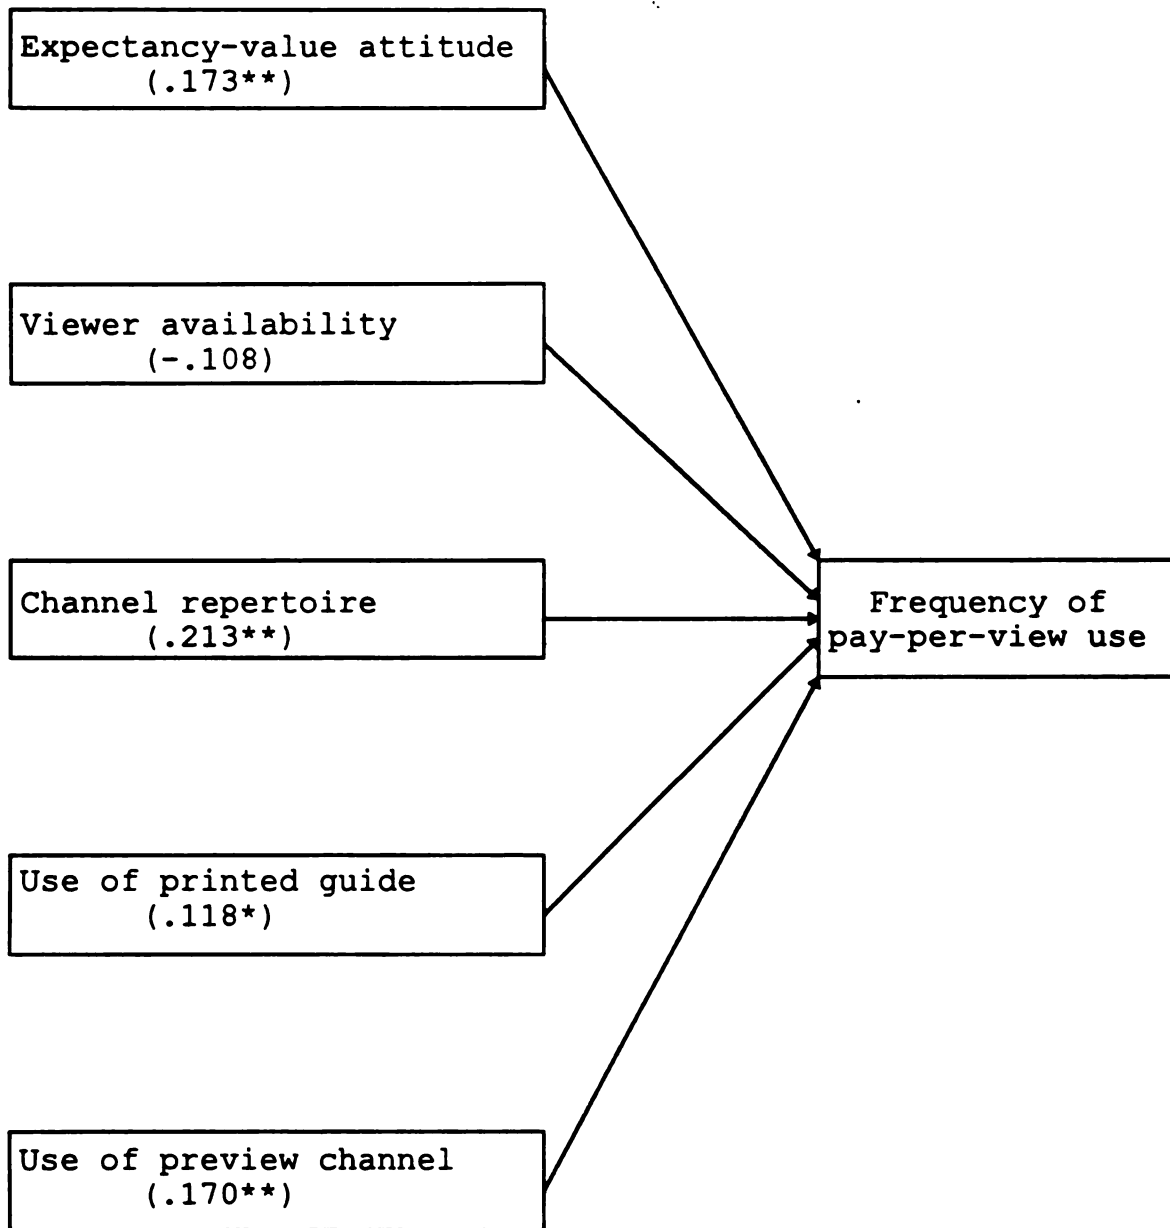 Expectancy-value attitude
(.173**)
Viewer availability
(-.108)
Channel repertoire
(.213**)
Frequency of
pay-per-view use
Use of printed guide
(.118*)
Use of preview channel
(.170**)